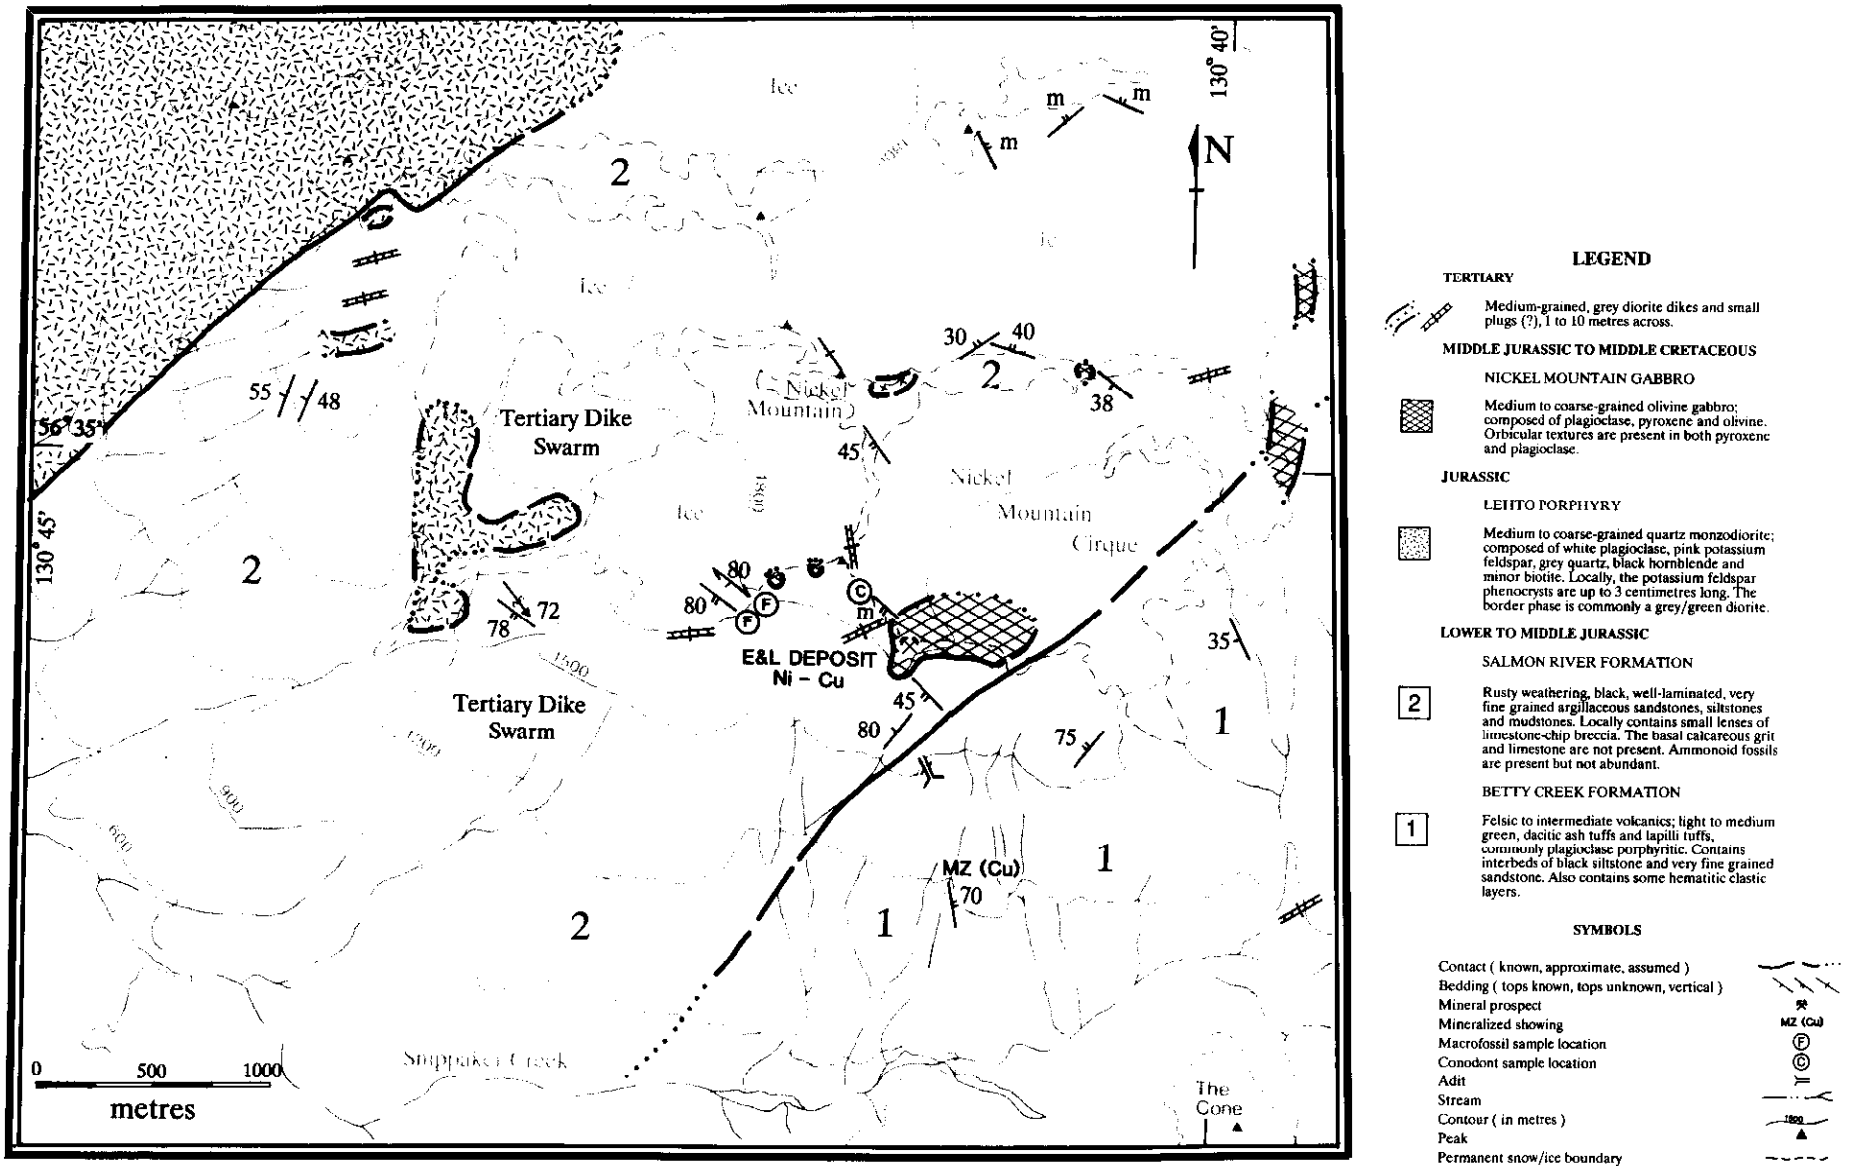 Ice
130° 40'
m
m
m
N
1800
2
Ice
30
40
2
Nickel
Mountain
38
55
48
56° 35'
Tertiary Dike
Swarm
45
1800
Nickel
Mountain
Cirque
Ice
130° 45'
2
80
80
F
F
C
m
72
78
35
E&L DEPOSIT
Ni - Cu
1500
45
80
75
1
Tertiary Dike
Swarm
1200
900
600
MZ (Cu)
70
1
2
1
Snippaker Creek
0 500 1000
metres
The
Cone
LEGEND
TERTIARY
Medium-grained, grey diorite dikes and small
plugs (?), 1 to 10 metres across.
MIDDLE JURASSIC TO MIDDLE CRETACEOUS
NICKEL MOUNTAIN GABBRO
Medium to coarse-grained olivine gabbro;
composed of plagioclase, pyroxene and olivine.
Orbicular textures are present in both pyroxene
and plagioclase.
JURASSIC
LEHTO PORPHYRY
Medium to coarse-grained quartz monzodiorite;
composed of white plagioclase, pink potassium
feldspar, grey quartz, black hornblende and
minor biotite. Locally, the potassium feldspar
phenocrysts are up to 3 centimetres long. The
border phase is commonly a grey/green diorite.
LOWER TO MIDDLE JURASSIC
SALMON RIVER FORMATION
2
Rusty weathering, black, well-laminated, very
fine grained argillaceous sandstones, siltstones
and mudstones. Locally contains small lenses of
limestone-chip breccia. The basal calcareous grit
and limestone are not present. Ammonoid fossils
are present but not abundant.
BETTY CREEK FORMATION
1
Felsic to intermediate volcanics; light to medium
green, dacitic ash tuffs and lapilli tuffs,
commonly plagioclase porphyritic. Contains
interbeds of black siltstone and very fine grained
sandstone. Also contains some hematitic clastic
layers.
SYMBOLS
Contact ( known, approximate, assumed )
Bedding ( tops known, tops unknown, vertical )
Mineral prospect
Mineralized showing MZ (Cu)
Macrofossil sample location F
Conodont sample location C
Adit
Stream
Contour ( in metres ) 1800
Peak
Permanent snow/ice boundary